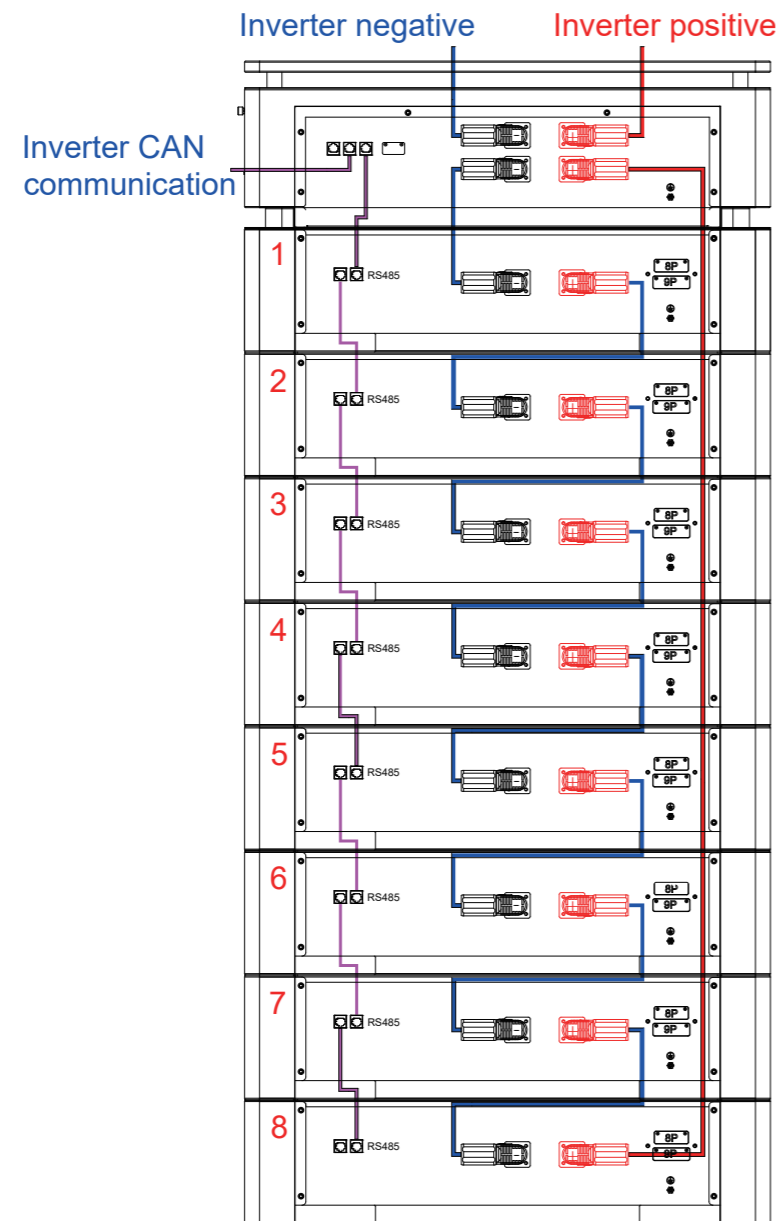 Inverter negative
Inverter positive
Inverter CAN
communication
1
RS485
8P
9P
2
RS485
8P
9P
3
RS485
8P
9P
4
RS485
8P
9P
5
RS485
8P
9P
6
RS485
8P
9P
7
RS485
8P
9P
8
RS485
8P
9P